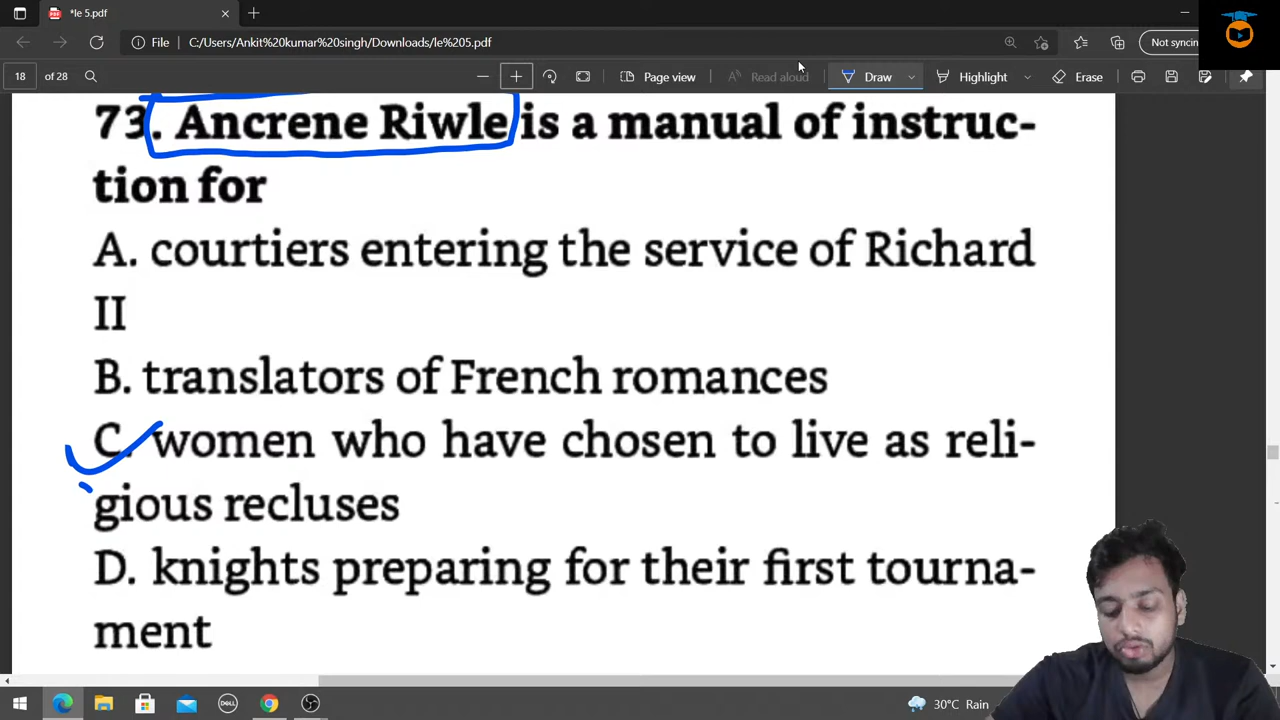 *le 5.pdf
File
C:/Users/Ankit%20kumar%20singh/Downloads/le%205.pdf
Not syncin
18 of 28
Page view
Read aloud
Draw
Highlight
Erase
73. Ancrene Riwle is a manual of instruc-
tion for
A. courtiers entering the service of Richard
II
B. translators of French romances
C. women who have chosen to live as reli-
gious recluses
D. knights preparing for their first tourna-
ment
DELL
30°C Rain